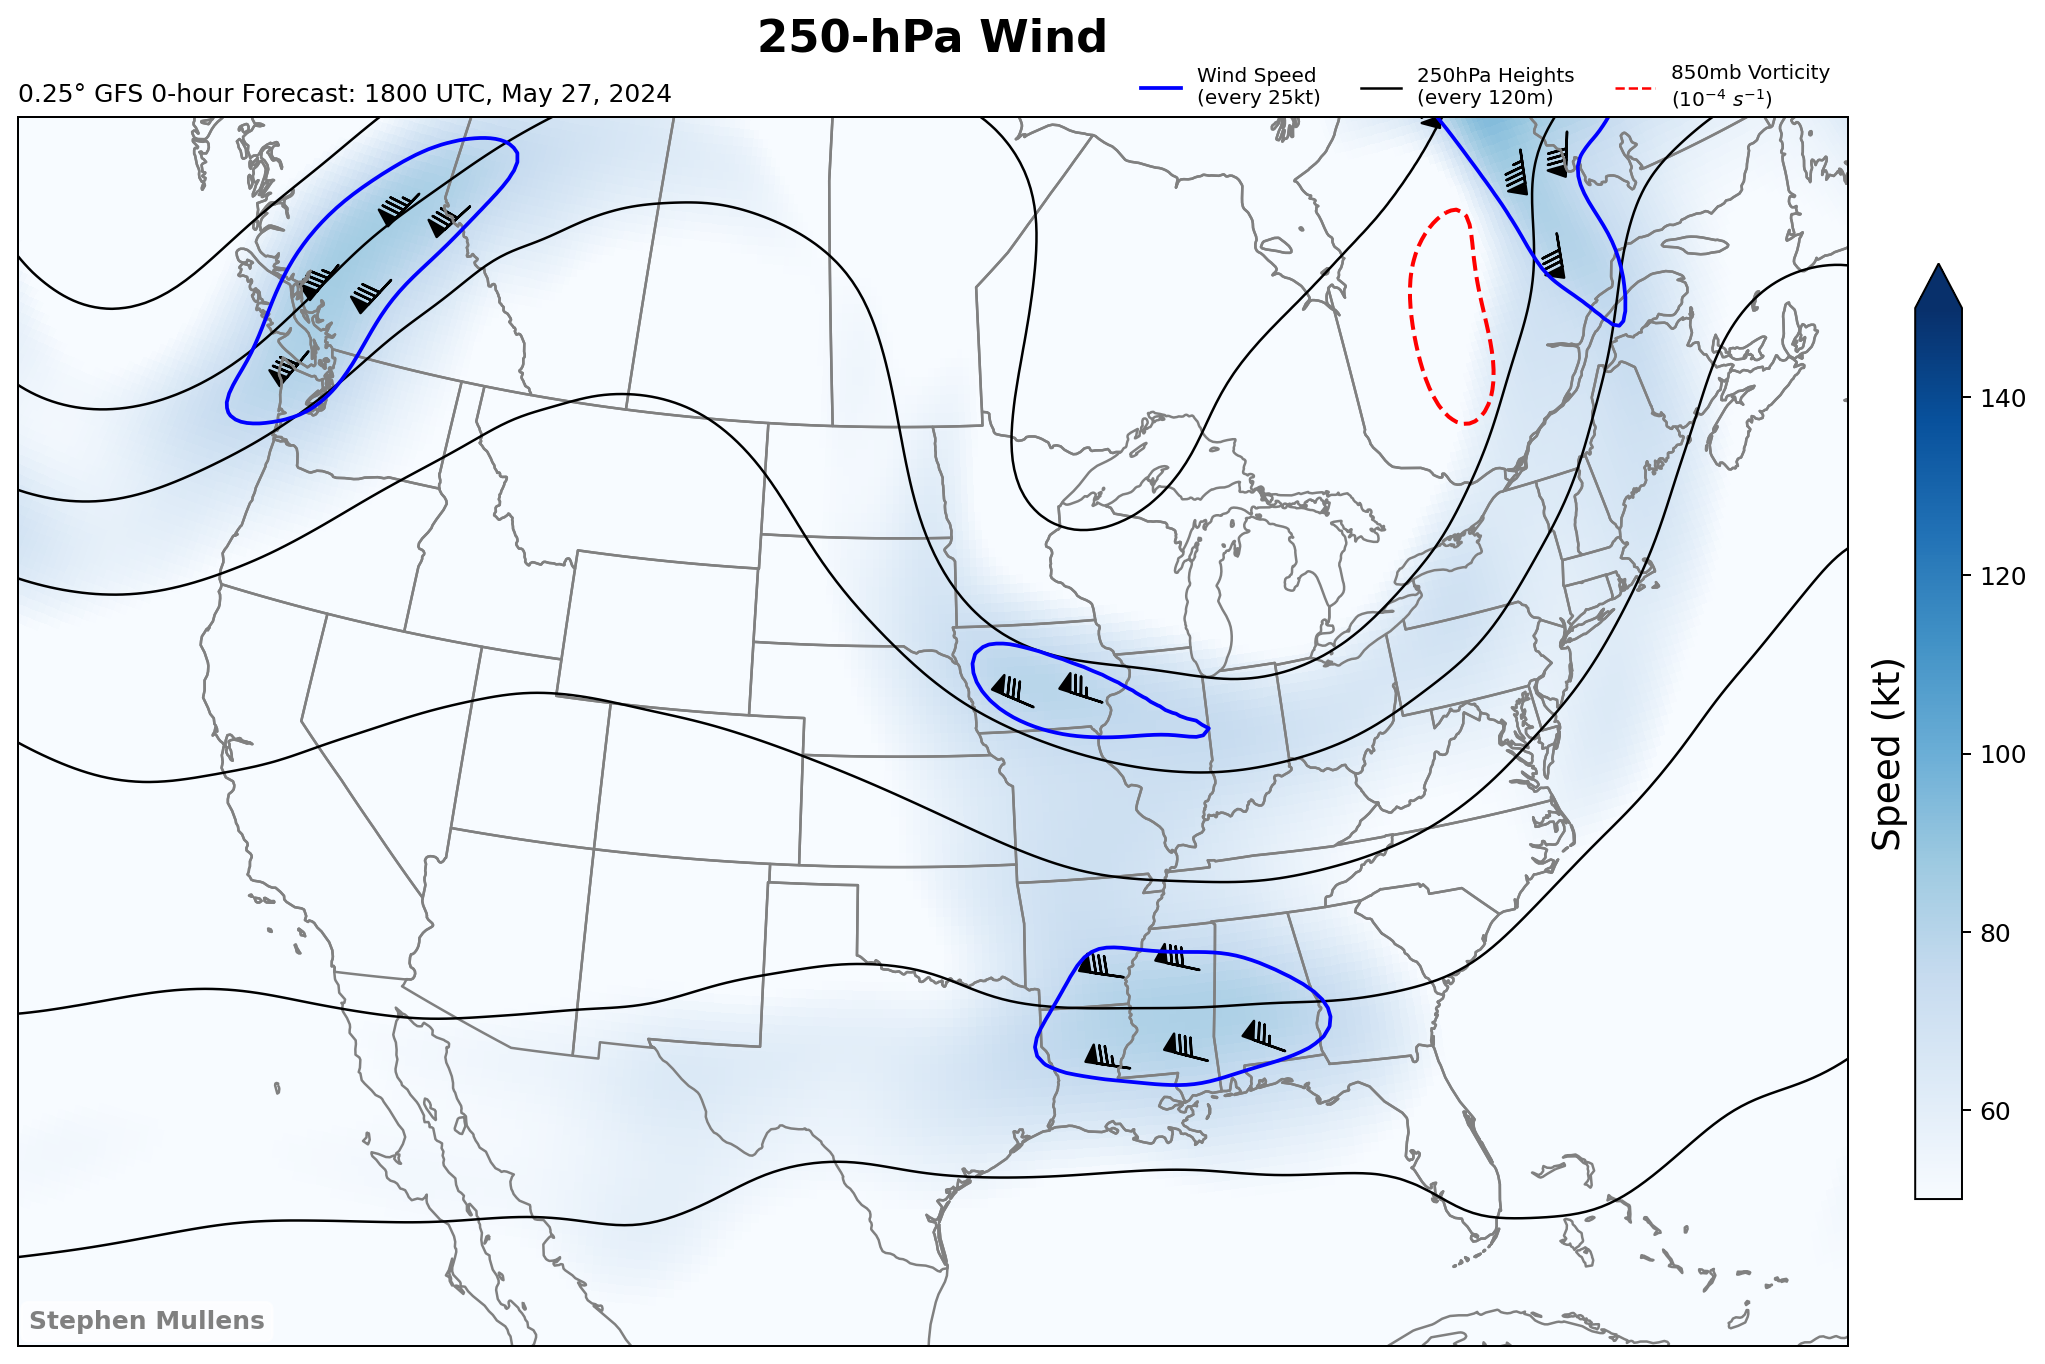 250-hPa Wind
0.25° GFS 0-hour Forecast: 1800 UTC, May 27, 2024
Wind Speed
(every 25kt)
250hPa Heights
(every 120m)
850mb Vorticity
(10⁻⁴ s⁻¹)
140
120
100
80
60
Speed (kt)
Stephen Mullens